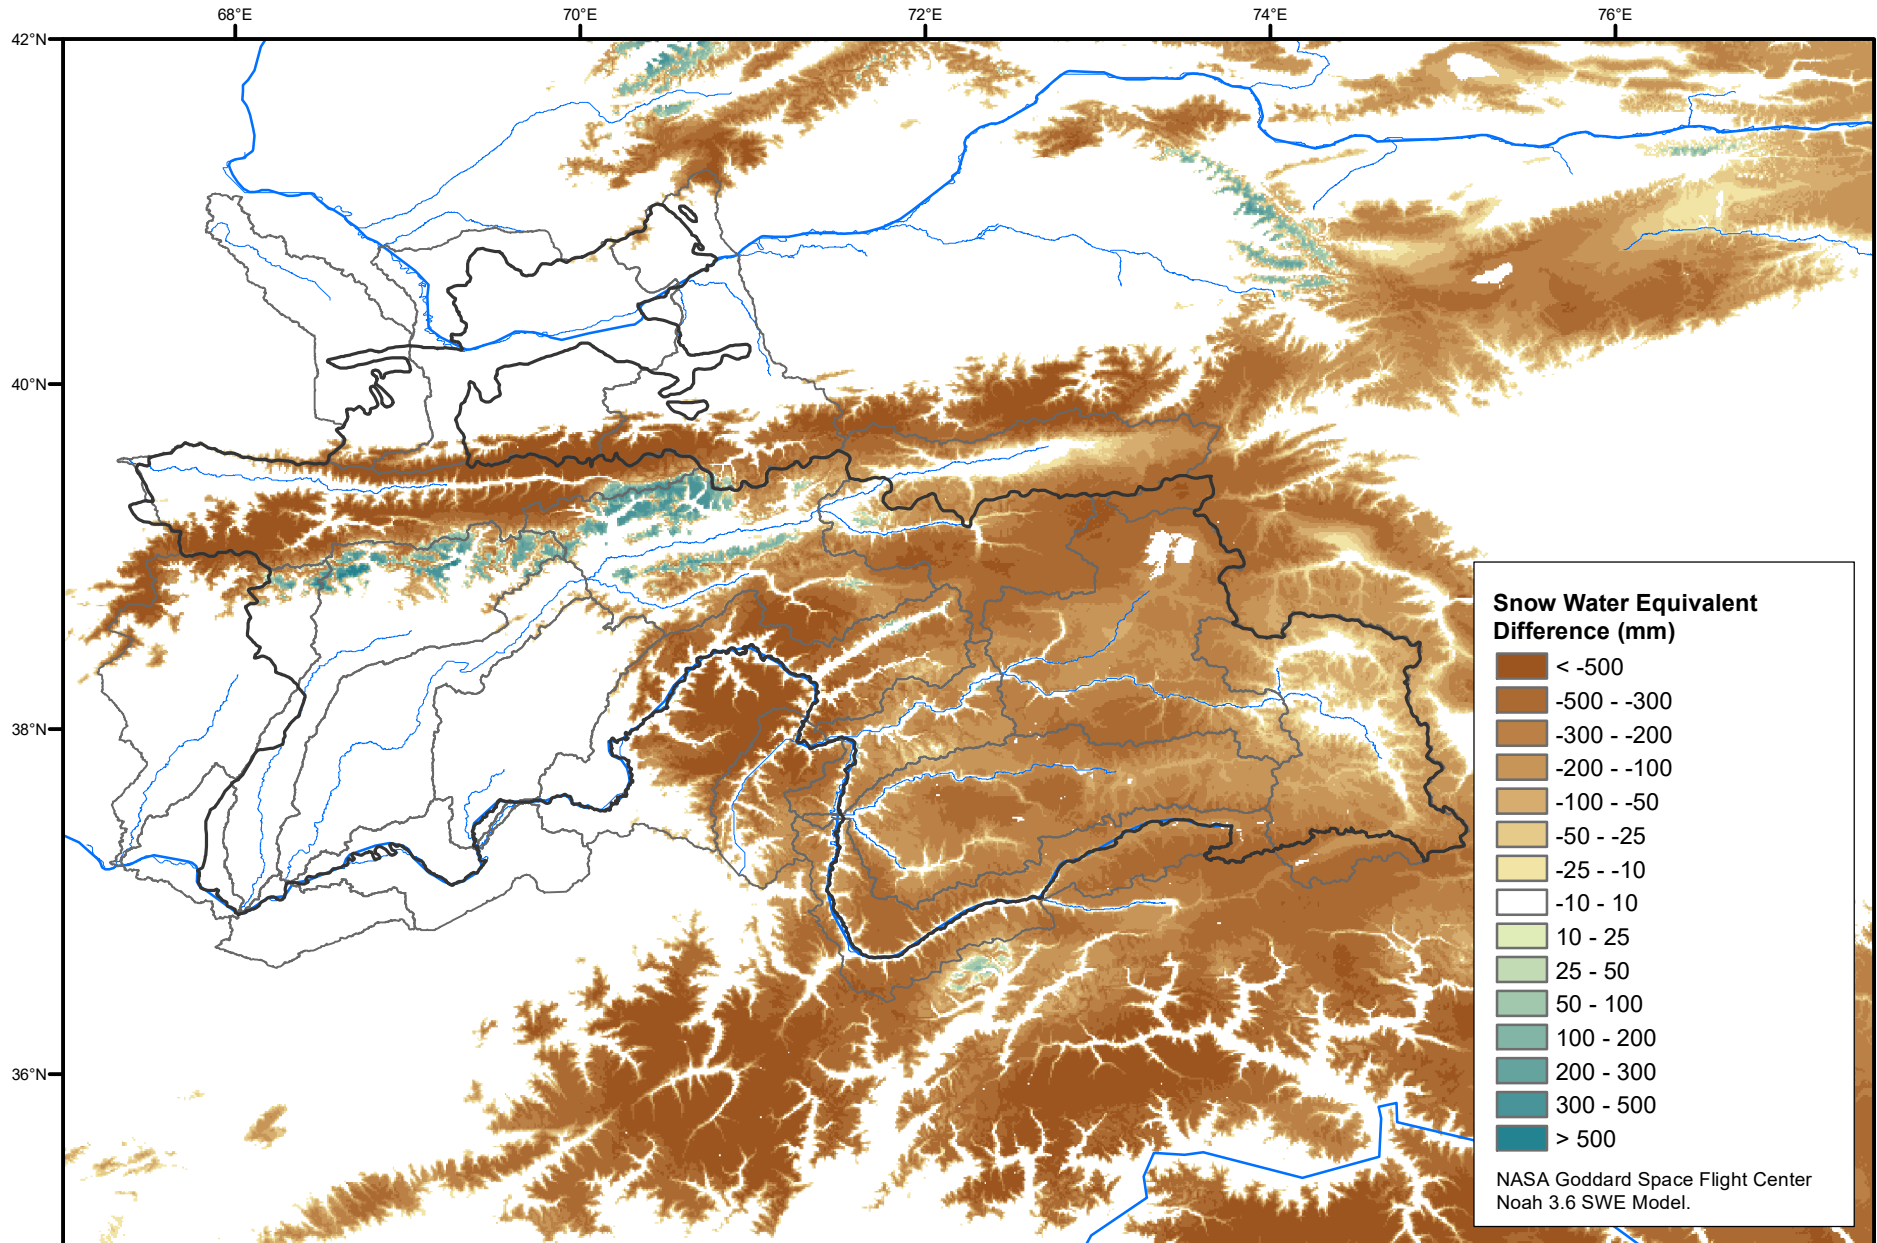 68°E 70°E 72°E 74°E 76°E
42°N
40°N
38°N
36°N
Snow Water Equivalent
Difference (mm)
< -500
-500 - -300
-300 - -200
-200 - -100
-100 - -50
-50 - -25
-25 - -10
-10 - 10
10 - 25
25 - 50
50 - 100
100 - 200
200 - 300
300 - 500
> 500
NASA Goddard Space Flight Center
Noah 3.6 SWE Model.